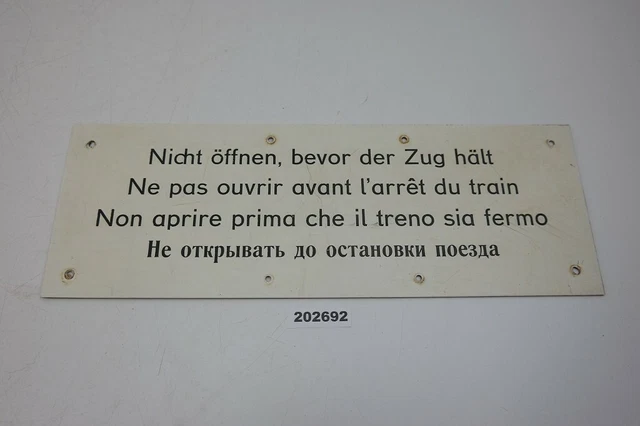 Nicht öffnen, bevor der Zug hält
Ne pas ouvrir avant l'arrêt du train
Non aprire prima che il treno sia fermo
Не открывать до остановки поезда
202692